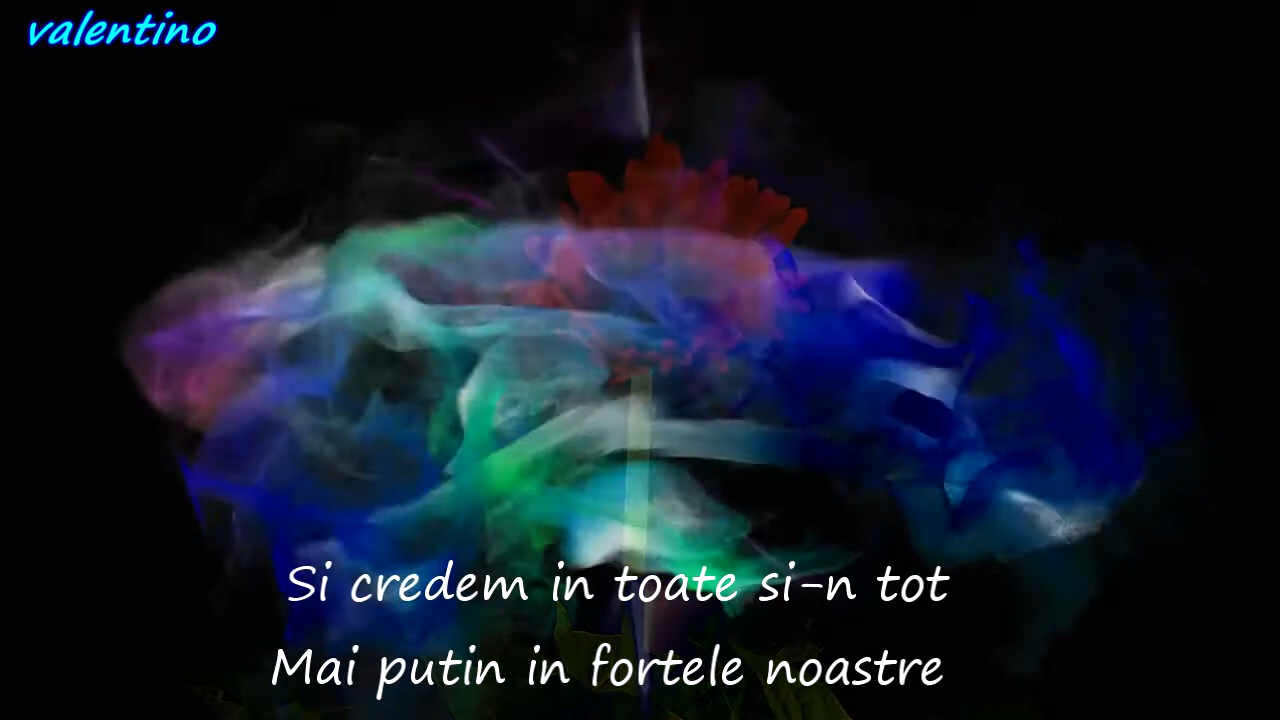 valentino
Si credem in toate si-n tot
Mai putin in fortele noastre